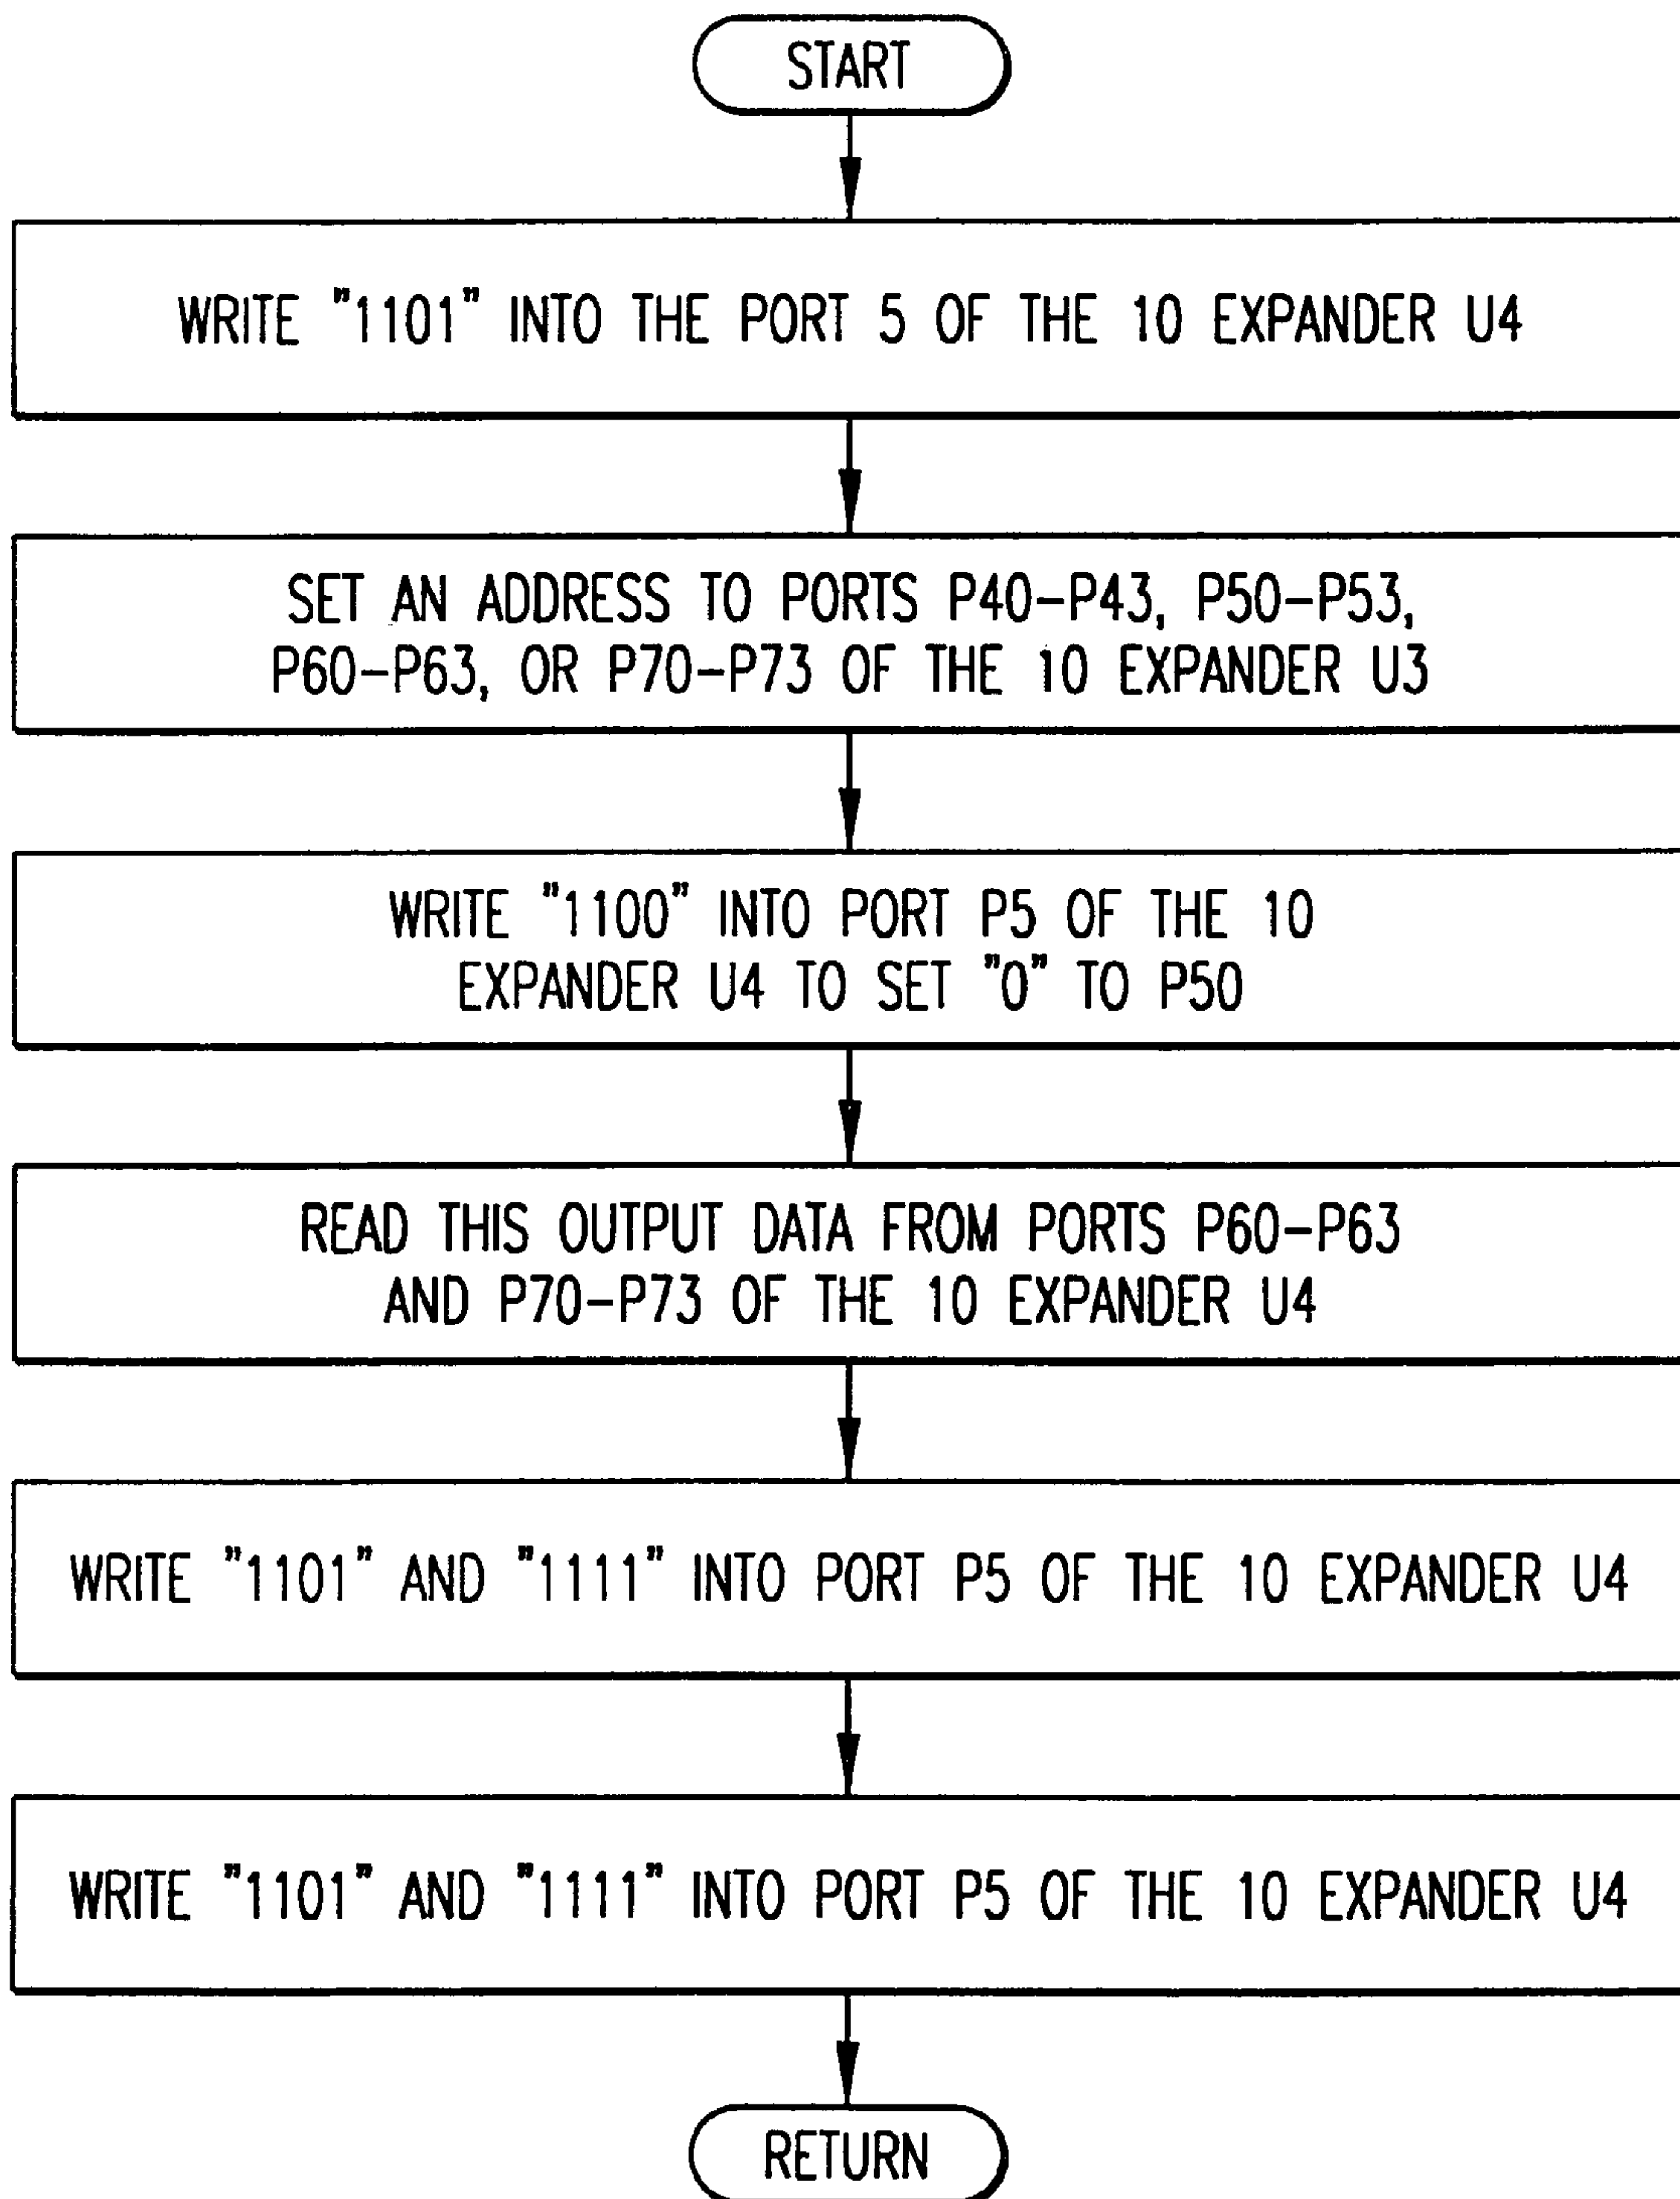 START
WRITE "1101" INTO THE PORT 5 OF THE 10 EXPANDER U4
SET AN ADDRESS TO PORTS P40-P43, P50-P53,
P60-P63, OR P70-P73 OF THE 10 EXPANDER U3
WRITE "1100" INTO PORT P5 OF THE 10
EXPANDER U4 TO SET "0" TO P50
READ THIS OUTPUT DATA FROM PORTS P60-P63
AND P70-P73 OF THE 10 EXPANDER U4
WRITE "1101" AND "1111" INTO PORT P5 OF THE 10 EXPANDER U4
WRITE "1101" AND "1111" INTO PORT P5 OF THE 10 EXPANDER U4
RETURN